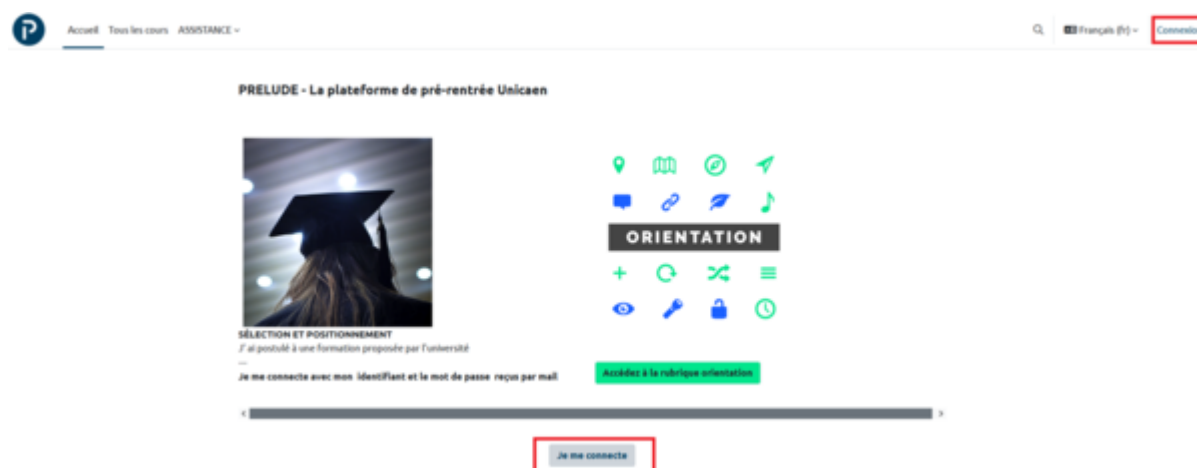 Accueil Tous les cours ASSISTANCE
Français (fr) Connexio
PRELUDE - La plateforme de pré-rentrée Unicaen
ORIENTATION
SÉLECTION ET POSITIONNEMENT
J' ai postulé à une formation proposée par l'université
---
Je me connecte avec mon identifiant et le mot de passe reçus par mail
Accédez à la rubrique orientation
Je me connecte